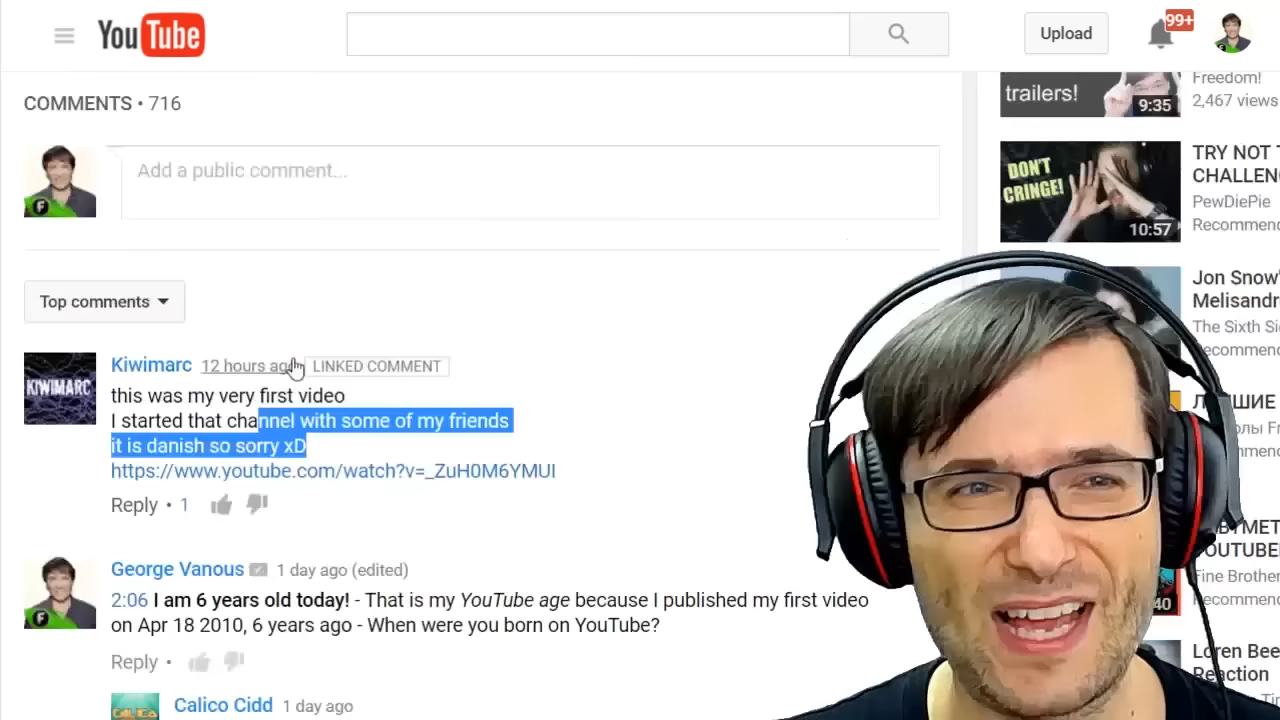 YouTube
Upload
99+
COMMENTS • 716
Add a public comment...
Top comments
Kiwimarc 12 hours ago LINKED COMMENT
KIWIMARC
this was my very first video
I started that channel with some of my friends
it is danish so sorry xD
https://www.youtube.com/watch?v=_ZuH0M6YMUI
Reply • 1
George Vanous 1 day ago (edited)
2:06 I am 6 years old today! - That is my YouTube age because I published my first video
on Apr 18 2010, 6 years ago - When were you born on YouTube?
Reply •
Calico Cidd 1 day ago
trailers!
9:35
Freedom!
2,467 views
DON'T
CRINGE!
10:57
TRY NOT
PewDiePie
Jon Snow'
The Sixth
Fine
Loren
Reaction